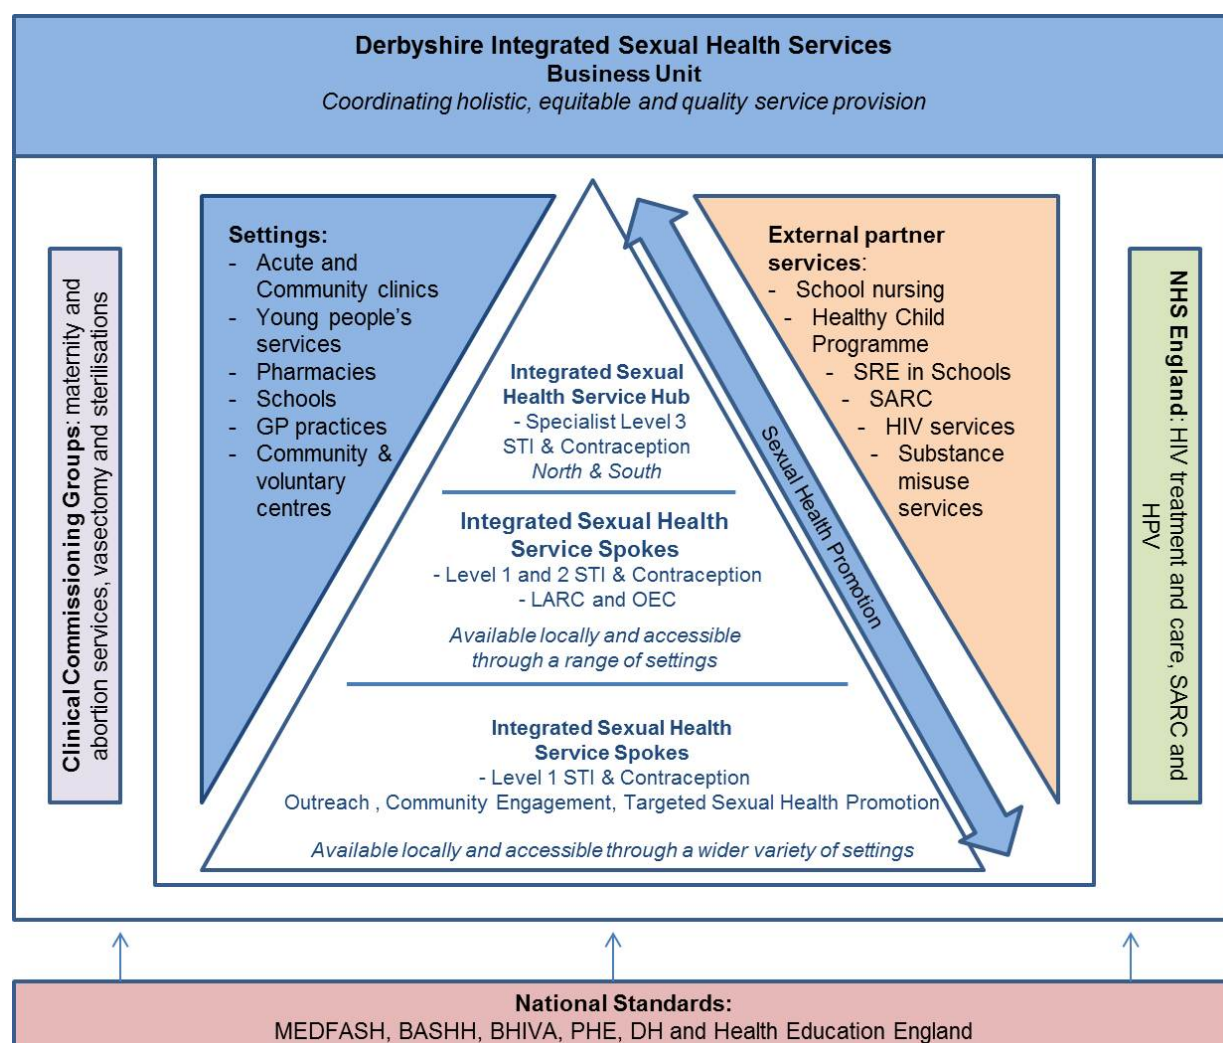 Derbyshire Integrated Sexual Health Services
Business Unit
Coordinating holistic, equitable and quality service provision
Clinical Commissioning Groups: maternity and
abortion services, vasectomy and sterilisations
Settings:
- Acute and
Community clinics
- Young people's
services
- Pharmacies
- Schools
- GP practices
- Community &
voluntary
centres
Integrated Sexual
Health Service Hub
- Specialist Level 3
STI & Contraception
North & South
Integrated Sexual Health
Service Spokes
- Level 1 and 2 STI & Contraception
- LARC and OEC
Available locally and accessible
through a range of settings
Integrated Sexual Health
Service Spokes
- Level 1 STI & Contraception
Outreach , Community Engagement, Targeted Sexual Health Promotion
Available locally and accessible through a wider variety of settings
Sexual Health Promotion
External partner
services:
- School nursing
- Healthy Child
Programme
- SRE in Schools
- SARC
- HIV services
- Substance
misuse
services
NHS England: HIV treatment and care, SARC and
HPV
National Standards:
MEDFASH, BASHH, BHIVA, PHE, DH and Health Education England